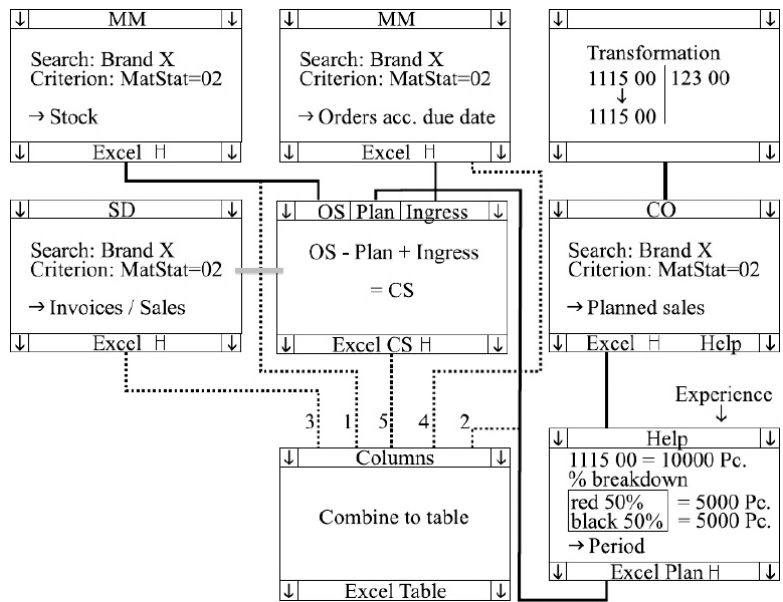 ↓ MM ↓
Search: Brand X
Criterion: MatStat=02
→ Stock
↓ Excel H ↓
↓ MM ↓
Search: Brand X
Criterion: MatStat=02
→ Orders acc. due date
↓ Excel H ↓
↓ ↓
Transformation
1115 00 123 00
↓
1115 00
↓ ↓
↓ SD ↓
Search: Brand X
Criterion: MatStat=02
→ Invoices / Sales
↓ Excel H ↓
↓ OS Plan Ingress ↓
OS - Plan + Ingress
= CS
↓ Excel CS H ↓
↓ CO ↓
Search: Brand X
Criterion: MatStat=02
→ Planned sales
↓ Excel H Help ↓
Experience
↓
3 1 5 4 2
↓ Columns ↓
Combine to table
↓ Excel Table ↓
↓ Help ↓
1115 00 = 10000 Pc.
% breakdown
red 50% = 5000 Pc.
black 50% = 5000 Pc.
→ Period
↓ Excel Plan H ↓